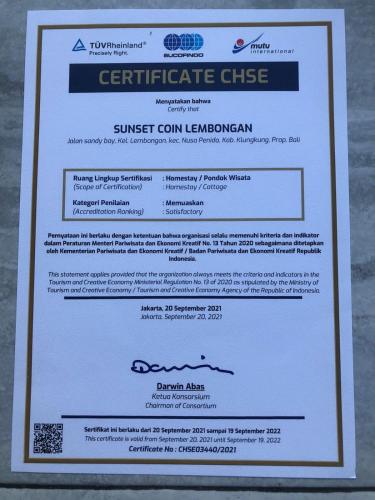 TÜVRheinland®
Precisely Right.
SUCOFINDO
mutu
international
CERTIFICATE CHSE
Menyatakan bahwa
Certify that
SUNSET COIN LEMBONGAN
Jalan sandy bay, Kel. Lembongan, kec. Nusa Penida, Kab. Klungkung, Prop. Bali
Ruang Lingkup Sertifikasi : Homestay / Pondok Wisata
(Scope of Certification) : Homestay / Cottage
Kategori Penilaian : Memuaskan
(Accreditation Ranking) : Satisfactory
Pernyataan ini berlaku dengan ketentuan bahwa organisasi selalu memenuhi kriteria dan indikator
dalam Peraturan Menteri Pariwisata dan Ekonomi Kreatif No. 13 Tahun 2020 sebagaimana ditetapkan
oleh Kementerian Pariwisata dan Ekonomi Kreatif / Badan Pariwisata dan Ekonomi Kreatif Republik
Indonesia.
This statement applies provided that the organization always meets the criteria and indicators in the
Tourism and Creative Economy Ministerial Regulation No. 13 of 2020 as stipulated by the Ministry of
Tourism and Creative Economy / Tourism and Creative Economy Agency of the Republic of Indonesia.
Jakarta, 20 September 2021
Jakarta, September 20, 2021
Darwin Abas
Ketua Konsorsium
Chairman of Consortium
Sertifikat ini berlaku dari 20 September 2021 sampai 19 September 2022
This certificate is valid from September 20, 2021 until September 19, 2022
Certificate No : CHSE03440/2021